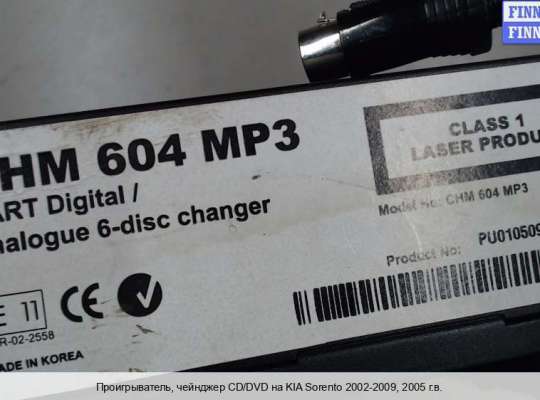 FINN
FINN
HM 604 MP3
ART Digital /
nalogue 6-disc changer
CLASS 1
LASER PRODU
Model No: CHM 604 MP3
Product No: PU010509
E 11
R-02-2558
CE
MADE IN KOREA
Проигрыватель, чейнджер CD/DVD на KIA Sorento 2002-2009, 2005 г.в.